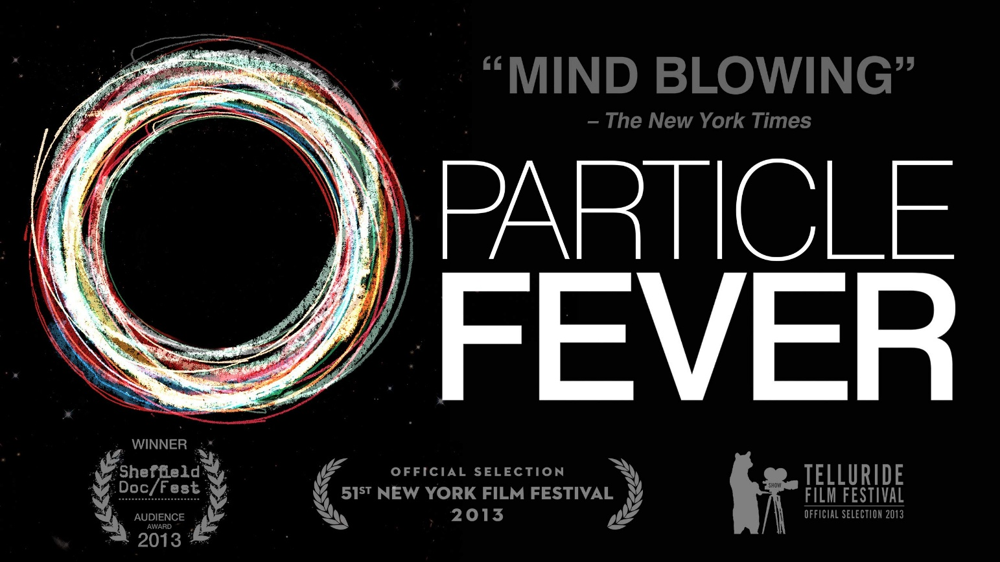 “MIND BLOWING”
– The New York Times
PARTICLE
FEVER
WINNER
Sheffield
Doc/Fest
AUDIENCE
AWARD
2013
OFFICIAL SELECTION
51ST NEW YORK FILM FESTIVAL
2013
SHOW
TELLURIDE
FILM FESTIVAL
OFFICIAL SELECTION 2013